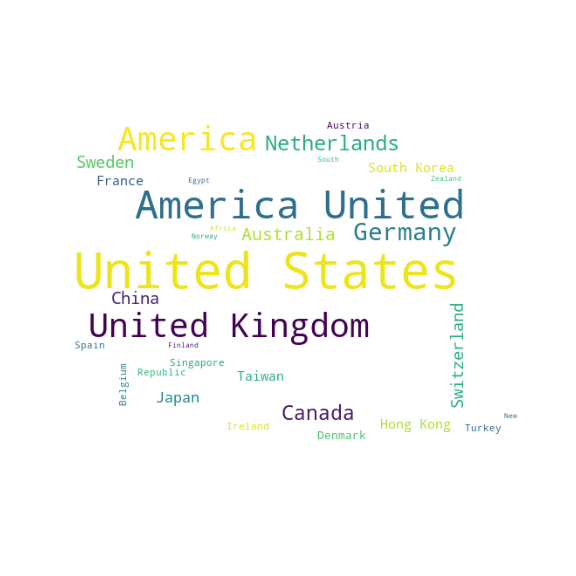 Austria
America
Netherlands
South
Sweden
South Korea
France
Egypt
Zealand
America United
Africa
Norway
Australia
Germany
United States
China
United Kingdom
Switzerland
Spain
Finland
Singapore
Belgium
Republic
Taiwan
Japan
Canada
New
Ireland
Hong Kong
Denmark
Turkey